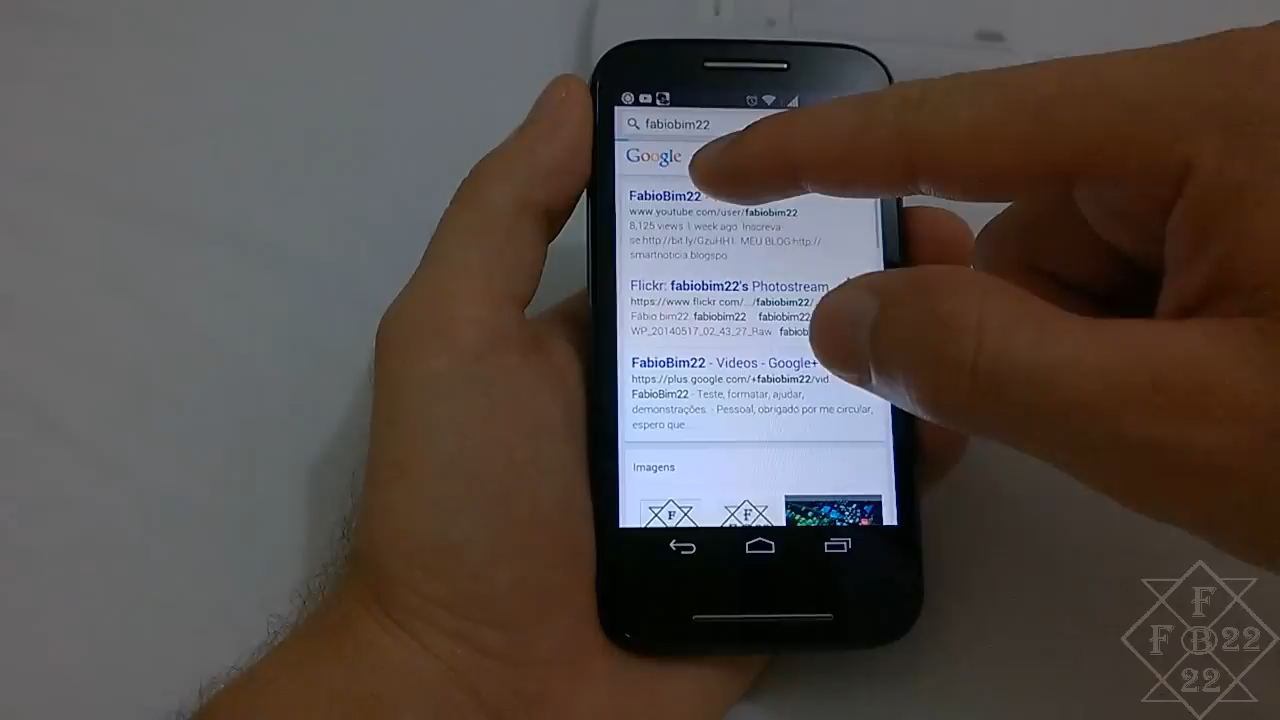 fabiobim22
Google
FabioBim22 -
www.youtube.com/user/fabiobim22
8,125 views 1 week ago. Inscreva
se.http://bit.ly/GzuHH1. MEU BLOG:http://
smartnoticia.blogspo
Flickr: fabiobim22's Photostream
https://www.flickr.com/.../fabiobim22/
Fábio bim22. fabiobim22 fabiobim22
WP_20140517_02_43_27_Raw fabiob
FabioBim22 - Videos - Google+
https://plus.google.com/+fabiobim22/vid
FabioBim22 - Teste, formatar, ajudar,
demonstrações. - Pessoal, obrigado por me circular,
espero que...
Imagens
F
F
F
F B 22
22